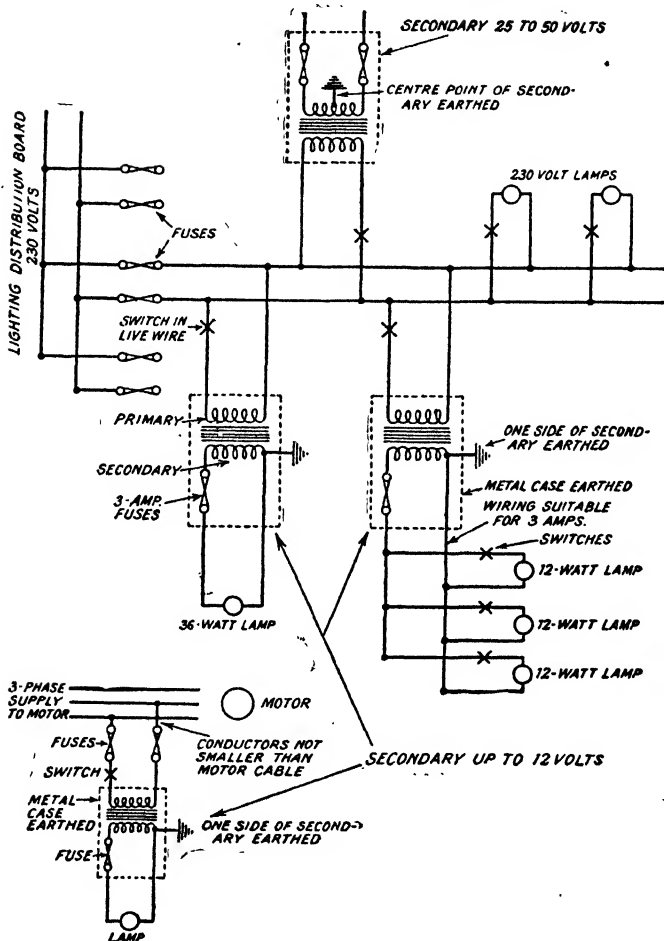 SECONDARY 25 TO 50 VOLTS
CENTRE POINT OF SECOND-
ARY EARTHED
LIGHTING DISTRIBUTION BOARD
230 VOLTS
FUSES
230 VOLT LAMPS
SWITCH IN
LIVE WIRE
PRIMARY
SECONDARY
3-AMP.
FUSES
36-WATT LAMP
ONE SIDE OF SECOND-
ARY EARTHED
METAL CASE EARTHED
WIRING SUITABLE
FOR 3 AMPS.
SWITCHES
12-WATT LAMP
12-WATT LAMP
12-WATT LAMP
3-PHASE
SUPPLY
TO MOTOR
MOTOR
FUSES
CONDUCTORS NOT
SMALLER THAN
MOTOR CABLE
SWITCH
SECONDARY UP TO 12 VOLTS
METAL
CASE
EARTHED
ONE SIDE OF SECOND-
ARY EARTHED
FUSE
LAMP